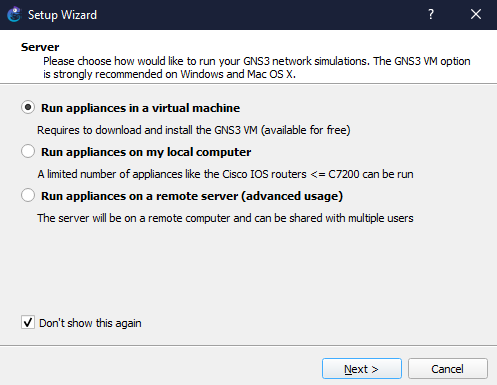 Setup Wizard
Server
Please choose how would like to run your GNS3 network simulations. The GNS3 VM option
is strongly recommended on Windows and Mac OS X.
Run appliances in a virtual machine
Requires to download and install the GNS3 VM (available for free)
Run appliances on my local computer
A limited number of appliances like the Cisco IOS routers <= C7200 can be run
Run appliances on a remote server (advanced usage)
The server will be on a remote computer and can be shared with multiple users
Don't show this again
Next >
Cancel